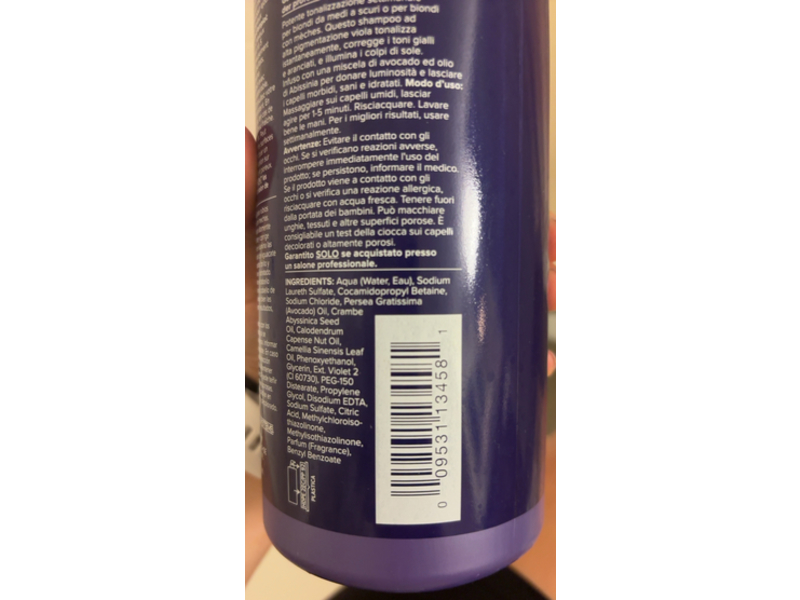 Potente tonalizzazione settimanale
per biondi da medi a scuri o per biondi
con mèches. Questo shampoo ad
alta pigmentazione viola tonalizza
istantaneamente, corregge i toni gialli
e aranciati, e illumina i colpi di sole.
Infuso con una miscela di avocado ed olio
di Abissinia per donare luminosità e lasciare
i capelli morbidi, sani e idratati. Modo d'uso:
Massaggiare sui capelli umidi, lasciar
agire per 1-5 minuti. Risciacquare. Lavare
bene le mani. Per i migliori risultati, usare
settimanalmente.
Avvertenze: Evitare il contatto con gli
occhi. Se si verificano reazioni avverse,
interrompere immediatamente l'uso del
prodotto; se persistono, informare il medico.
Se il prodotto viene a contatto con gli
occhi o si verifica una reazione allergica,
risciacquare con acqua fresca. Tenere fuori
dalla portata dei bambini. Può macchiare
unghie, tessuti e altre superfici porose. È
consigliabile un test della ciocca sui capelli
decolorati o altamente porosi.
Garantito SOLO se acquistato presso
un salone professionale.
INGREDIENTS: Aqua (Water, Eau), Sodium
Laureth Sulfate, Cocamidopropyl Betaine,
Sodium Chloride, Persea Gratissima
(Avocado) Oil, Crambe
Abyssinica Seed
Oil, Calodendrum
Capense Nut Oil,
Camellia Sinensis Leaf
Oil, Phenoxyethanol,
Glycerin, Ext. Violet 2
(CI 60730), PEG-150
Distearate, Propylene
Glycol, Disodium EDTA,
Sodium Sulfate, Citric
Acid, Methylchloroiso-
thiazolinone,
Methylisothiazolinone,
Parfum (Fragrance),
Benzyl Benzoate
PLASTICA
0 09531 13458 1